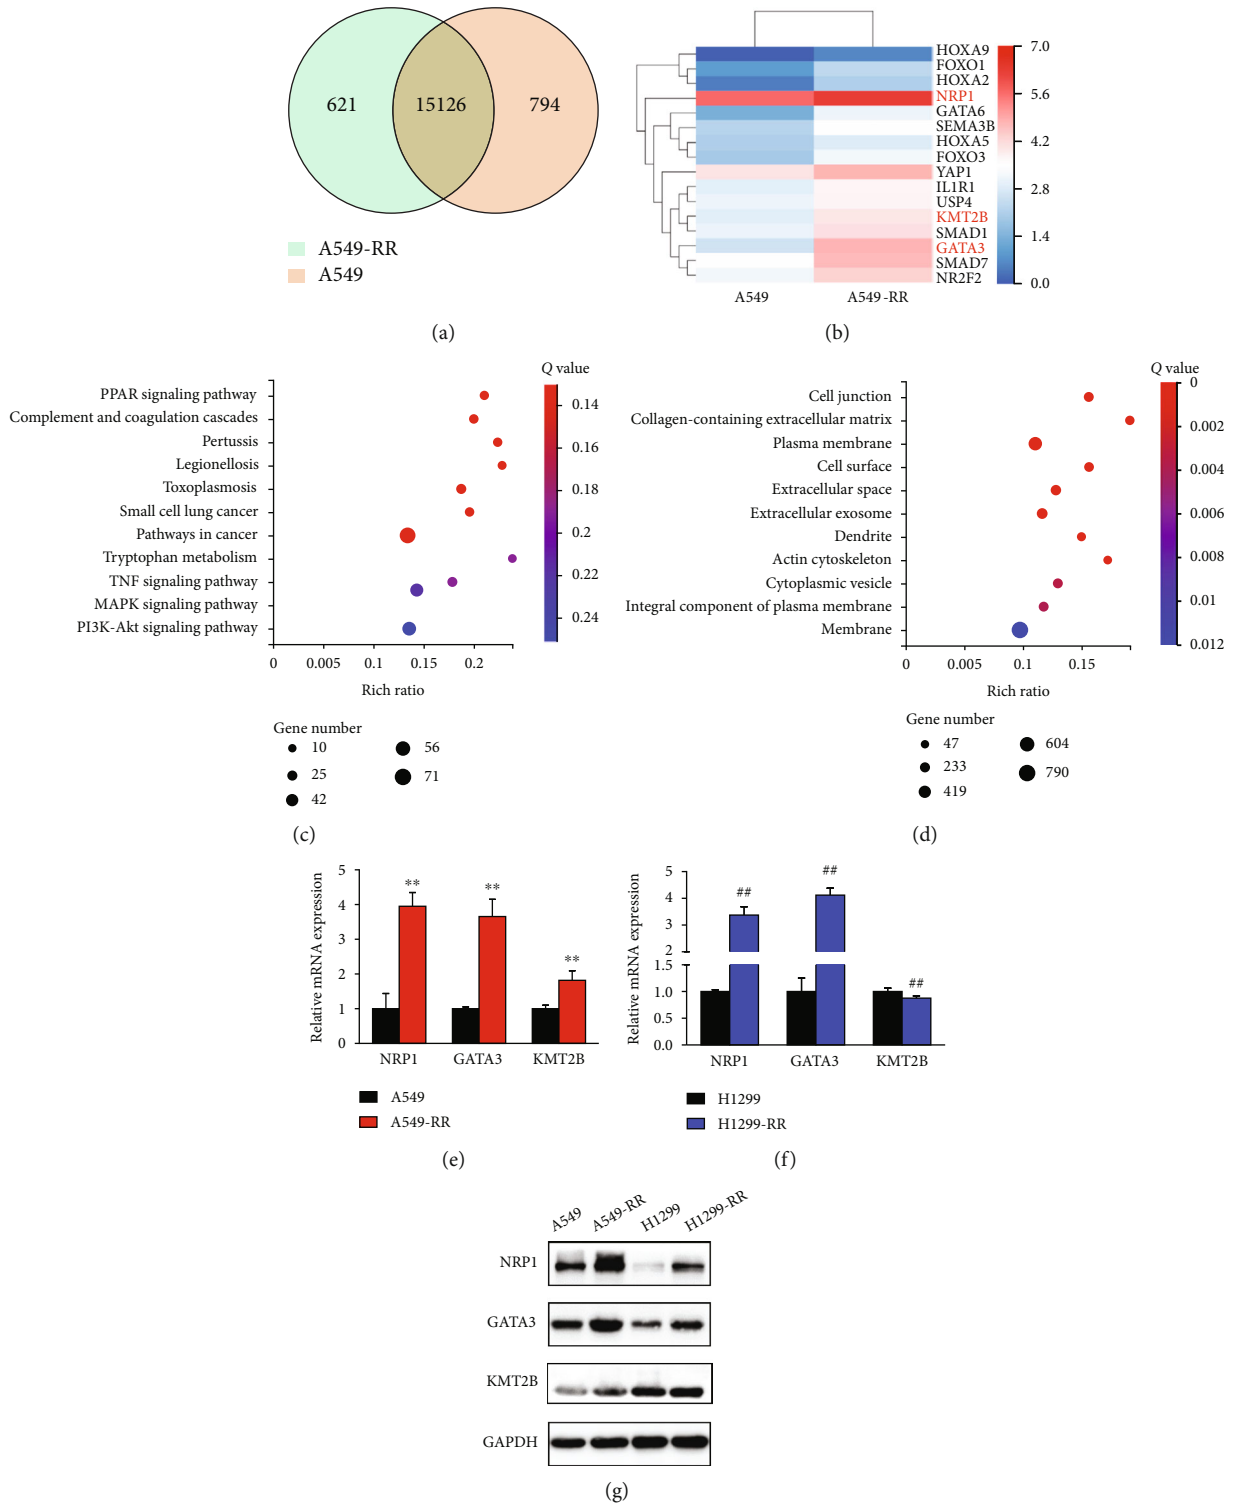 621
15126
794
A549-RR
A549
(a)
HOXA9
FOXO1
HOXA2
NRP1
GATA6
SEMA3B
HOXA5
FOXO3
YAP1
IL1R1
USP4
KMT2B
SMAD1
GATA3
SMAD7
NR2F2
A549
A549-RR
7.0
5.6
4.2
2.8
1.4
0.0
(b)
PPAR signaling pathway
Complement and coagulation cascades
Pertussis
Legionellosis
Toxoplasmosis
Small cell lung cancer
Pathways in cancer
Tryptophan metabolism
TNF signaling pathway
MAPK signaling pathway
PI3K-Akt signaling pathway
0 0.005 0.1 0.15 0.2
Rich ratio
Q value
0.14
0.16
0.18
0.2
0.22
0.24
Gene number
10
25
42
56
71
(c)
Cell junction
Collagen-containing extracellular matrix
Plasma membrane
Cell surface
Extracellular space
Extracellular exosome
Dendrite
Actin cytoskeleton
Cytoplasmic vesicle
Integral component of plasma membrane
Membrane
0 0.005 0.1 0.15
Rich ratio
Q value
0
0.002
0.004
0.006
0.008
0.01
0.012
Gene number
47
233
419
604
790
(d)
Relative mRNA expression
5
4
3
2
1
0
**
**
**
NRP1 GATA3 KMT2B
A549
A549-RR
(e)
Relative mRNA expression
5
4
3
2
1.5
1.0
0.5
0.0
##
##
##
NRP1 GATA3 KMT2B
H1299
H1299-RR
(f)
A549 A549-RR H1299 H1299-RR
NRP1
GATA3
KMT2B
GAPDH
(g)